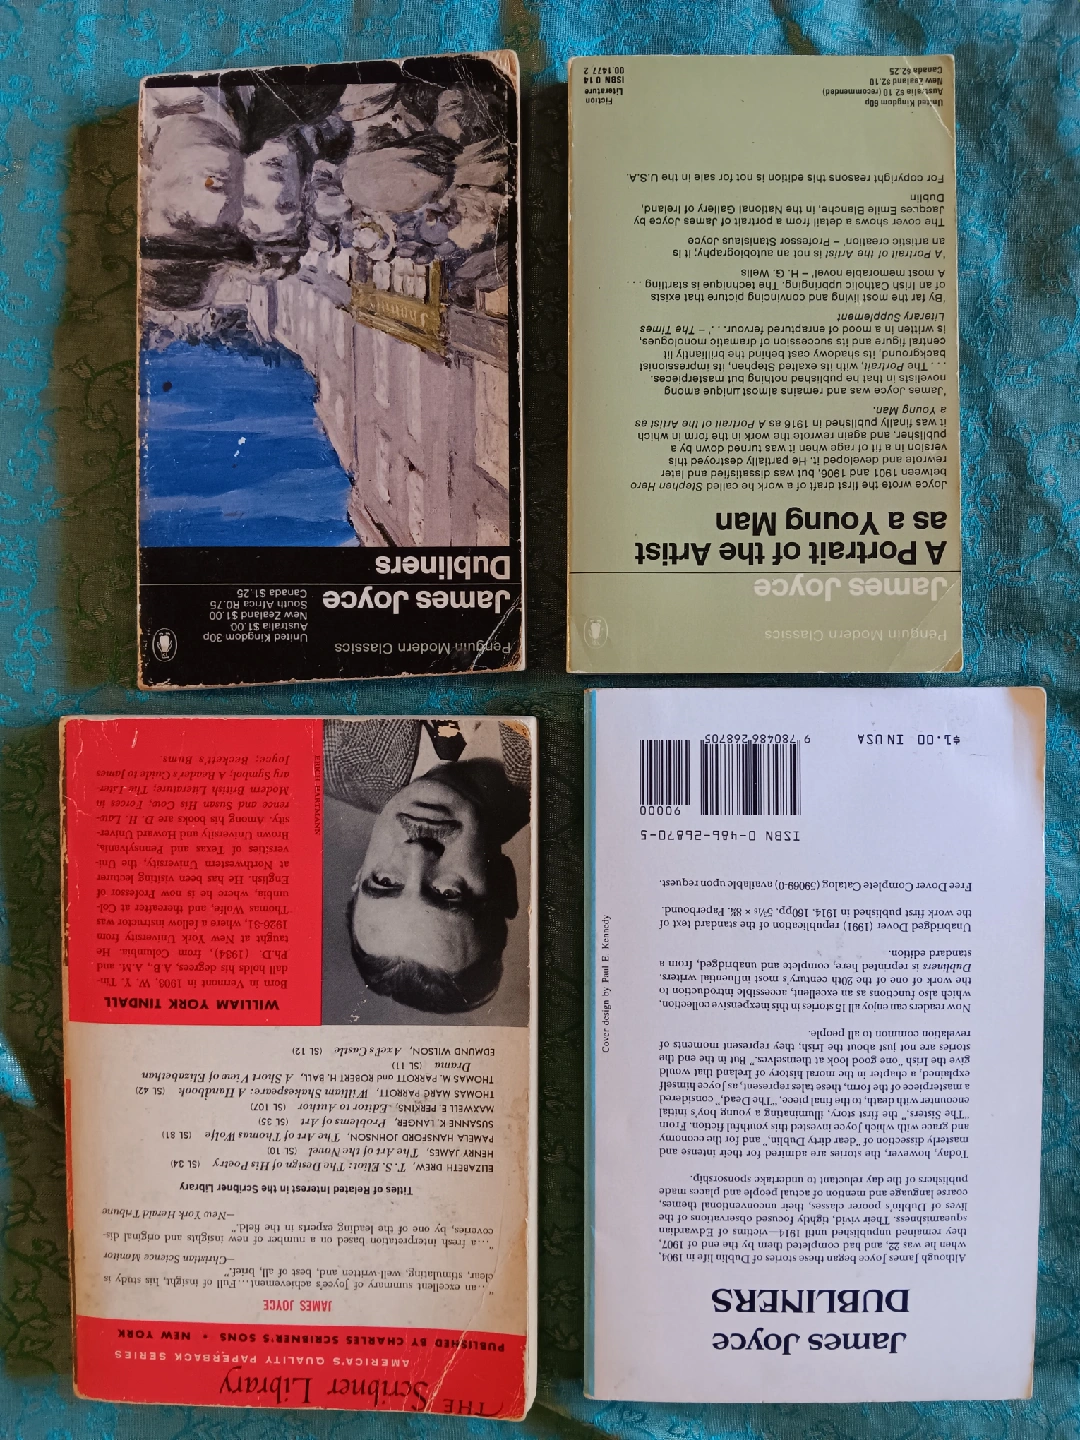 Penguin Modern Classics
James Joyce
Dubliners
United Kingdom 30p
Australia $1.00
New Zealand $1.00
South Africa R0.75
Canada $1.25
Penguin Modern Classics
James Joyce
A Portrait of the Artist
as a Young Man
Joyce wrote the first draft of a work he called Stephen Hero
between 1901 and 1906, but was dissatisfied and later
rewrote and developed it. He partially destroyed this
version in a fit of rage when it was turned down by a
publisher, and again rewrote the work in the form in which
it was finally published in 1916 as A Portrait of the Artist as
a Young Man.
'James Joyce was and remains almost unique among
novelists in that he published nothing but masterpieces.
. . . The Portrait, with its exalted Stephen, its impressionist
background, its shadowy cast behind the brilliantly lit
central figure and its succession of dramatic monologues,
is written in a mood of enraptured fervour. . .' – The Times
Literary Supplement
'By far the most living and convincing picture that exists
of an Irish Catholic upbringing. The technique is startling . . .
A most memorable novel' – H. G. Wells
'A Portrait of the Artist is not an autobiography; it is
an artistic creation' – Professor Stanislaus Joyce
The cover shows a detail from a portrait of James Joyce by
Jacques Emile Blanche, in the National Gallery of Ireland,
Dublin
For copyright reasons this edition is not for sale in the U.S.A.
United Kingdom 60p
Australia $2.10 (recommended)
New Zealand $2.10
Canada $2.25
Fiction
Literature
ISBN 0 14
00.1477 2
THE Scribner Library
AMERICA'S QUALITY PAPERBACK SERIES
PUBLISHED BY CHARLES SCRIBNER'S SONS • NEW YORK
JAMES JOYCE
"...an excellent summary of Joyce's achievement....Full of insight, his study is
clear, stimulating, well-written and, best of all, brief."
—Christian Science Monitor
"...a fresh interpretation based on a number of new insights and original dis-
coveries, by one of the leading experts in the field."
—New York Herald Tribune
Titles of Related Interest in the Scribner Library
ELIZABETH DREW, T. S. Eliot: The Design of His Poetry (SL 34)
HENRY JAMES, The Art of the Novel (SL 10)
PAMELA HANSFORD JOHNSON, The Art of Thomas Wolfe (SL 81)
SUSANNE K. LANGER, Problems of Art (SL 35)
MAXWELL E. PERKINS, Editor to Author (SL 107)
THOMAS MARC PARROTT, William Shakespeare: A Handbook (SL 42)
THOMAS M. PARROTT and ROBERT H. BALL, A Short View of Elizabethan
Drama (SL 11)
EDMUND WILSON, Axel's Castle (SL 12)
WILLIAM YORK TINDALL
Born in Vermont in 1903, W. Y. Tin-
dall holds his degrees, A.B., A.M. and
Ph.D. (1934), from Columbia. He
taught at New York University from
1926-31, where a fellow instructor was
Thomas Wolfe, and thereafter at Col-
umbia, where he is now Professor of
English. He has been visiting lecturer
at Northwestern University, the Uni-
versities of Texas and Pennsylvania,
Brown University and Howard Univer-
sity. Among his books are D. H. Law-
rence and Susan His Cow, Forces in
Modern British Literature; The Liter-
ary Symbol; A Reader's Guide to James
Joyce; Beckett's Bums.
ERICH HARTMANN
James Joyce
DUBLINERS
Although James Joyce began these stories of Dublin life in 1904,
when he was 22, and had completed them by the end of 1907,
they remained unpublished until 1914—victims of Edwardian
squeamishness. Their vivid, tightly focused observations of the
lives of Dublin's poorer classes, their unconventional themes,
coarse language and mention of actual people and places made
publishers of the day reluctant to undertake sponsorship.
Today, however, the stories are admired for their intense and
masterly dissection of "dear dirty Dublin," and for the economy
and grace with which Joyce invested this youthful fiction. From
"The Sisters," the first story, illuminating a young boy's initial
encounter with death, to the final piece, "The Dead," considered
a masterpiece of the form, these tales represent, as Joyce himself
explained, a chapter in the moral history of Ireland that would
give the Irish "one good look at themselves." But in the end the
stories are not just about the Irish; they represent moments of
revelation common to all people.
Now readers can enjoy all 15 stories in this inexpensive collection,
which also functions as an excellent, accessible introduction to
the work of one of the 20th century's most influential writers.
Dubliners is reprinted here, complete and unabridged, from a
standard edition.
Unabridged Dover (1991) republication of the standard text of
the work first published in 1914. 160pp. 5³⁄₁₆ × 8¼. Paperbound.
Free Dover Complete Catalog (59069-0) available upon request.
Cover design by Paul E. Kennedy
ISBN 0-486-26870-5
90000
9 780486 268705
$1.00 IN USA